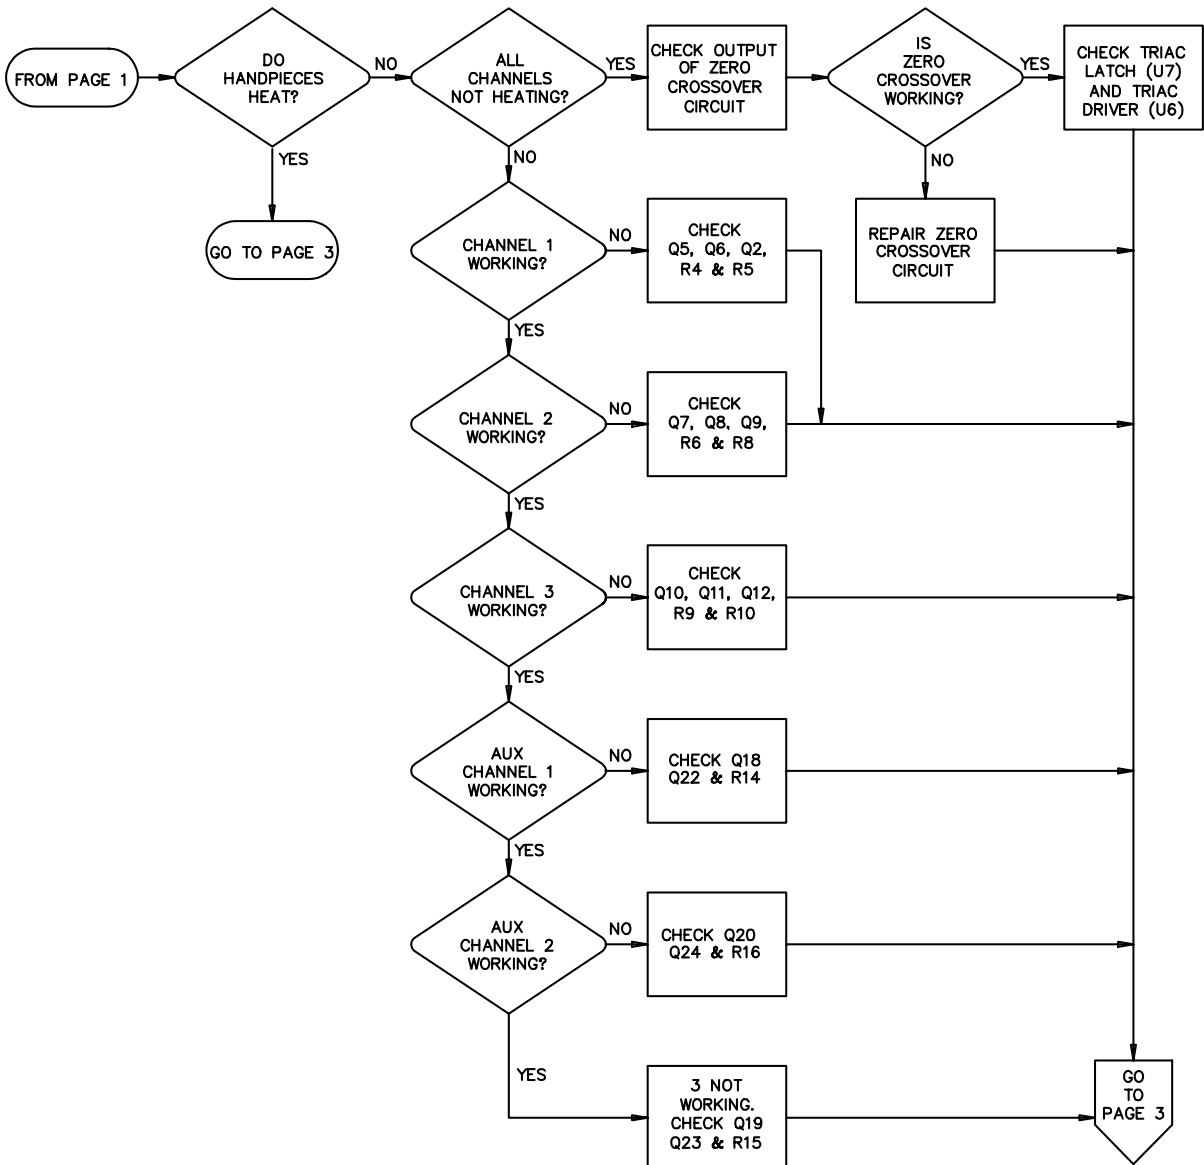 FROM PAGE 1
DO
HANDPIECES
HEAT?
NO
YES
GO TO PAGE 3
ALL
CHANNELS
NOT HEATING?
YES
NO
CHECK OUTPUT
OF ZERO
CROSSOVER
CIRCUIT
IS
ZERO
CROSSOVER
WORKING?
YES
NO
CHECK TRIAC
LATCH (U7)
AND TRIAC
DRIVER (U6)
REPAIR ZERO
CROSSOVER
CIRCUIT
CHANNEL 1
WORKING?
NO
YES
CHECK
Q5, Q6, Q2,
R4 & R5
CHANNEL 2
WORKING?
NO
YES
CHECK
Q7, Q8, Q9,
R6 & R8
CHANNEL 3
WORKING?
NO
YES
CHECK
Q10, Q11, Q12,
R9 & R10
AUX
CHANNEL 1
WORKING?
NO
YES
CHECK Q18
Q22 & R14
AUX
CHANNEL 2
WORKING?
NO
YES
CHECK Q20
Q24 & R16
3 NOT
WORKING.
CHECK Q19
Q23 & R15
GO
TO
PAGE 3